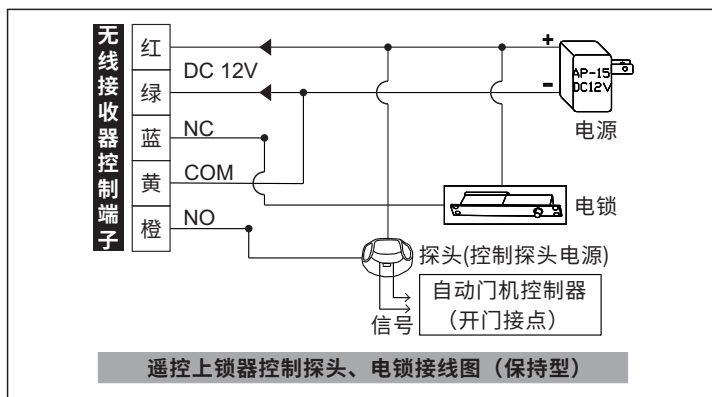 无线接收器控制端子
红
DC 12V
+
AP-15
DC12V
绿
-
电源
蓝 NC
黄 COM
电锁
橙 NO
探头(控制探头电源)
自动门机控制器
(开门接点)
信号
遥控上锁器控制探头、电锁接线图（保持型）